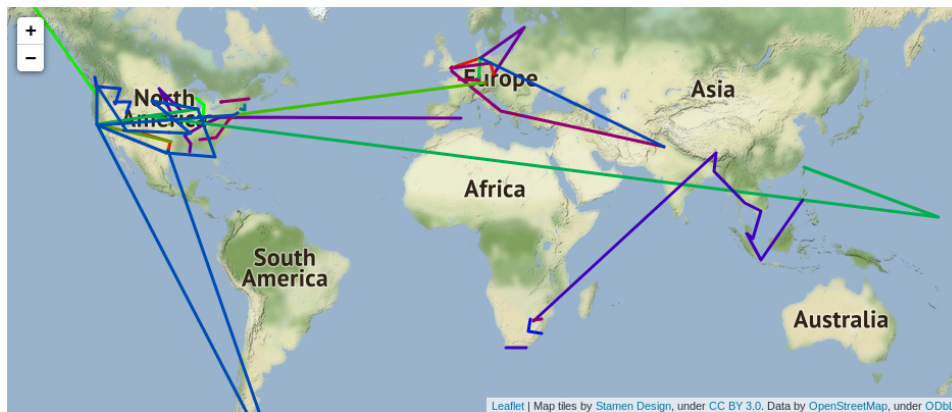 +
−
North
America
Europe
Asia
Africa
South
America
Australia
Leaflet | Map tiles by Stamen Design, under CC BY 3.0. Data by OpenStreetMap, under ODb